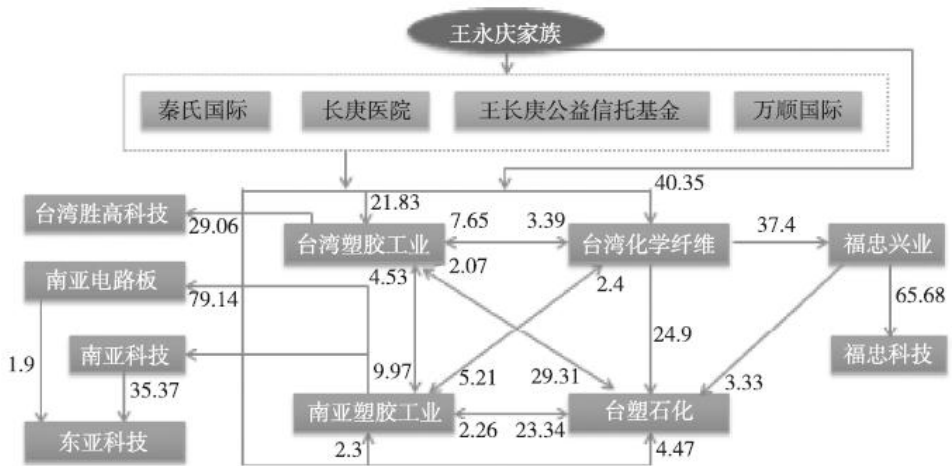 王永庆家族
秦氏国际
长庚医院
王长庚公益信托基金
万顺国际
40.35
21.83
台湾胜高科技
29.06
7.65
3.39
37.4
台湾塑胶工业
台湾化学纤维
福忠兴业
4.53
2.07
2.4
南亚电路板
79.14
65.68
24.9
1.9
南亚科技
福忠科技
35.37
9.97
5.21
29.31
3.33
南亚塑胶工业
台塑石化
东亚科技
2.26
23.34
2.3
4.47